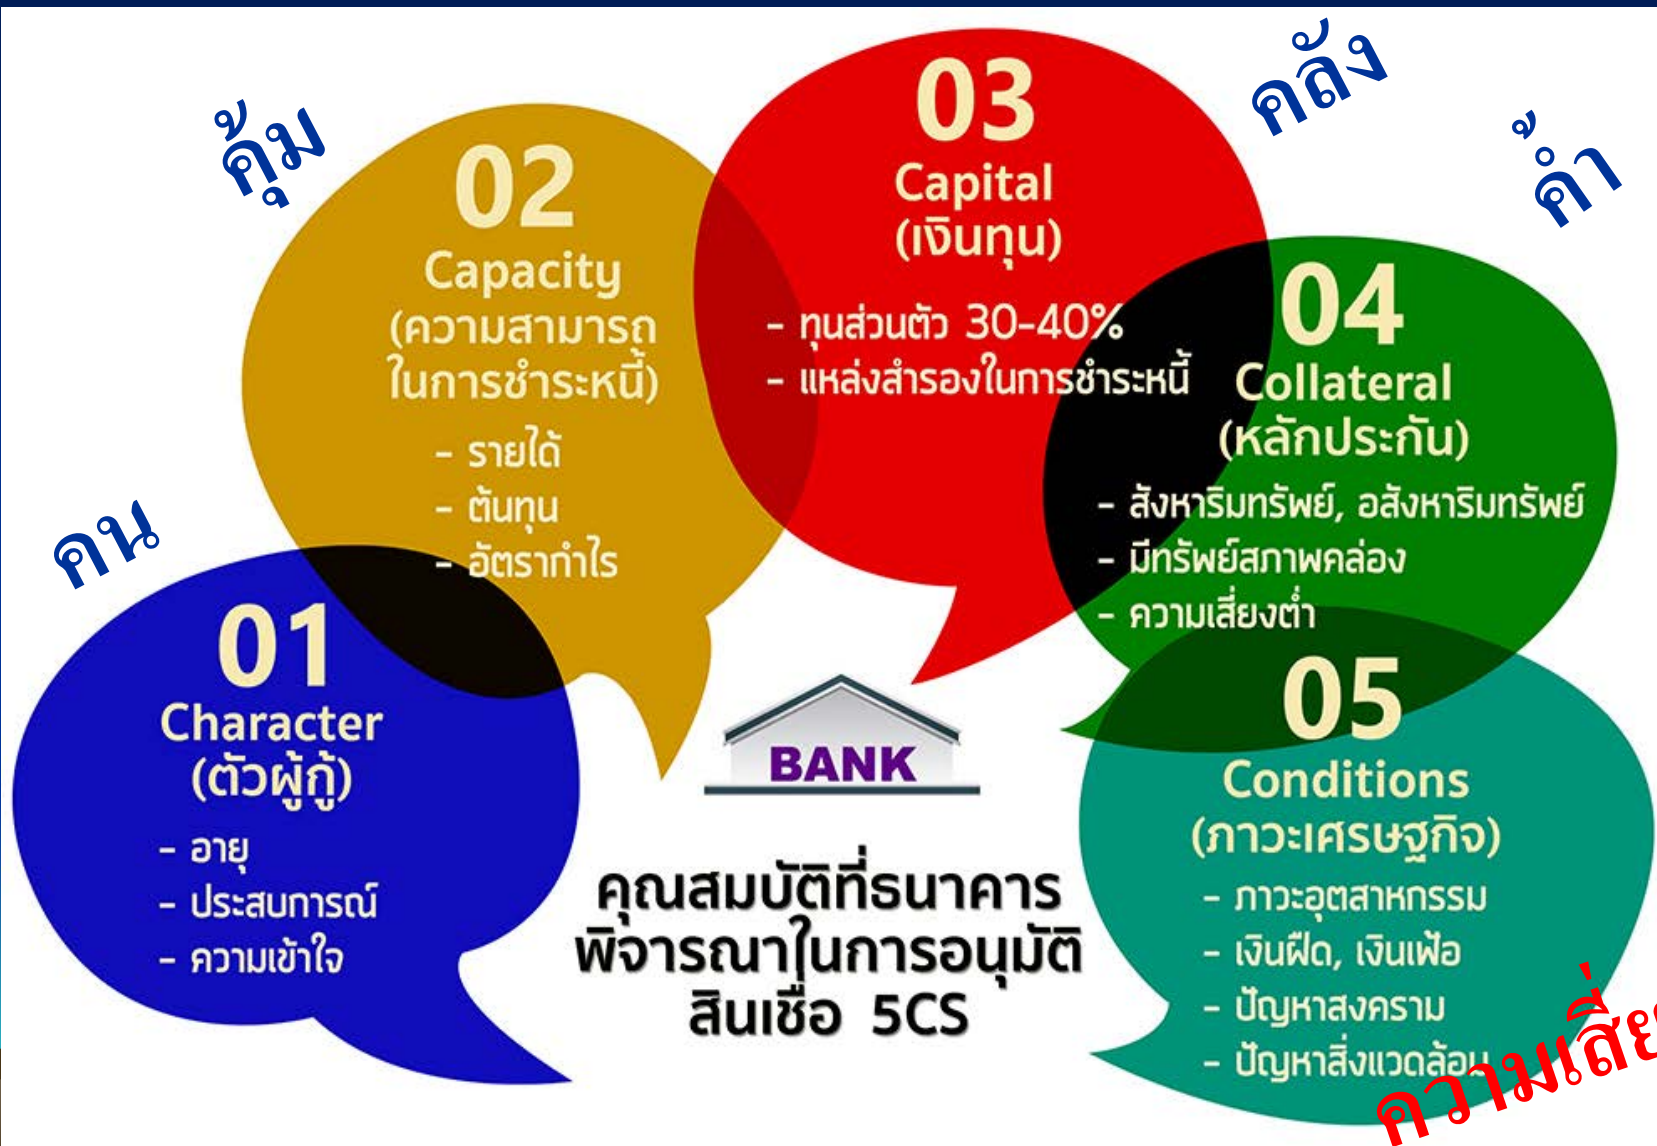 คน
01
Character
(ตัวผู้กู้)
- อายุ
- ประสบการณ์
- ความเข้าใจ
คุ้ม
02
Capacity
(ความสามารถ
ในการชำระหนี้)
- รายได้
- ต้นทุน
- อัตรากำไร
คลัง
03
Capital
(เงินทุน)
- ทุนส่วนตัว 30-40%
- แหล่งสำรองในการชำระหนี้
ค้ำ
04
Collateral
(หลักประกัน)
- สังหาริมทรัพย์, อสังหาริมทรัพย์
- มีทรัพย์สภาพคล่อง
- ความเสี่ยงต่ำ
05
Conditions
(ภาวะเศรษฐกิจ)
- ภาวะอุตสาหกรรม
- เงินฝืด, เงินเฟ้อ
- ปัญหาสงคราม
- ปัญหาสิ่งแวดล้อม
BANK
คุณสมบัติที่ธนาคาร
พิจารณาในการอนุมัติ
สินเชื่อ 5CS